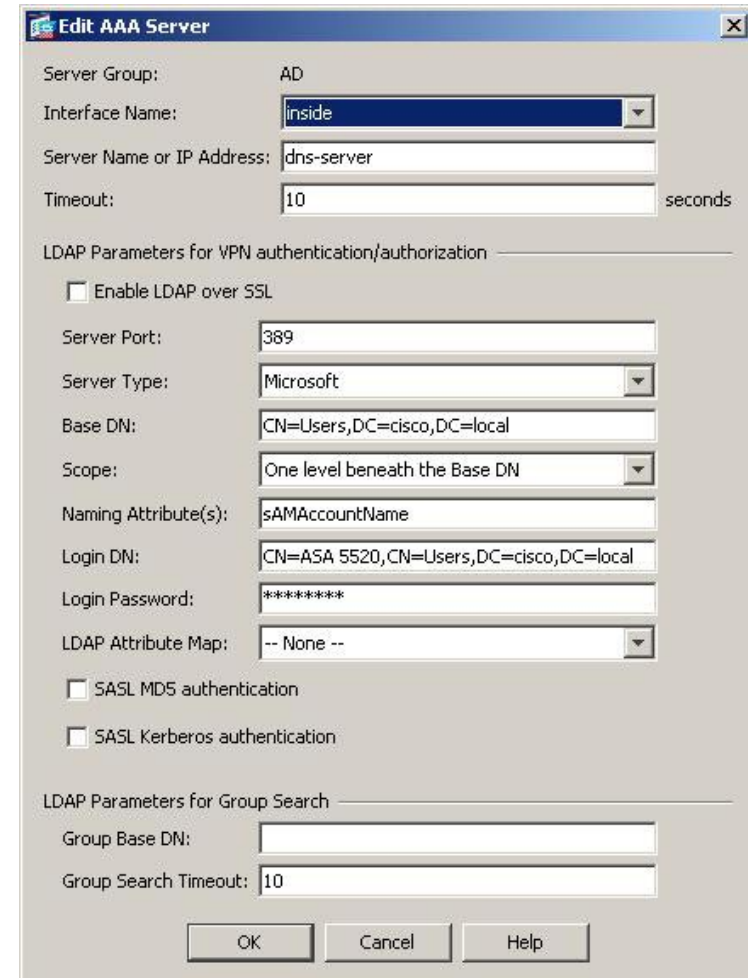 Edit AAA Server
Server Group: AD
Interface Name: inside
Server Name or IP Address: dns-server
Timeout: 10 seconds
LDAP Parameters for VPN authentication/authorization
Enable LDAP over SSL
Server Port: 389
Server Type: Microsoft
Base DN: CN=Users,DC=cisco,DC=local
Scope: One level beneath the Base DN
Naming Attribute(s): sAMAccountName
Login DN: CN=ASA 5520,CN=Users,DC=cisco,DC=local
Login Password: ********
LDAP Attribute Map: -- None --
SASL MD5 authentication
SASL Kerberos authentication
LDAP Parameters for Group Search
Group Base DN:
Group Search Timeout: 10
OK Cancel Help